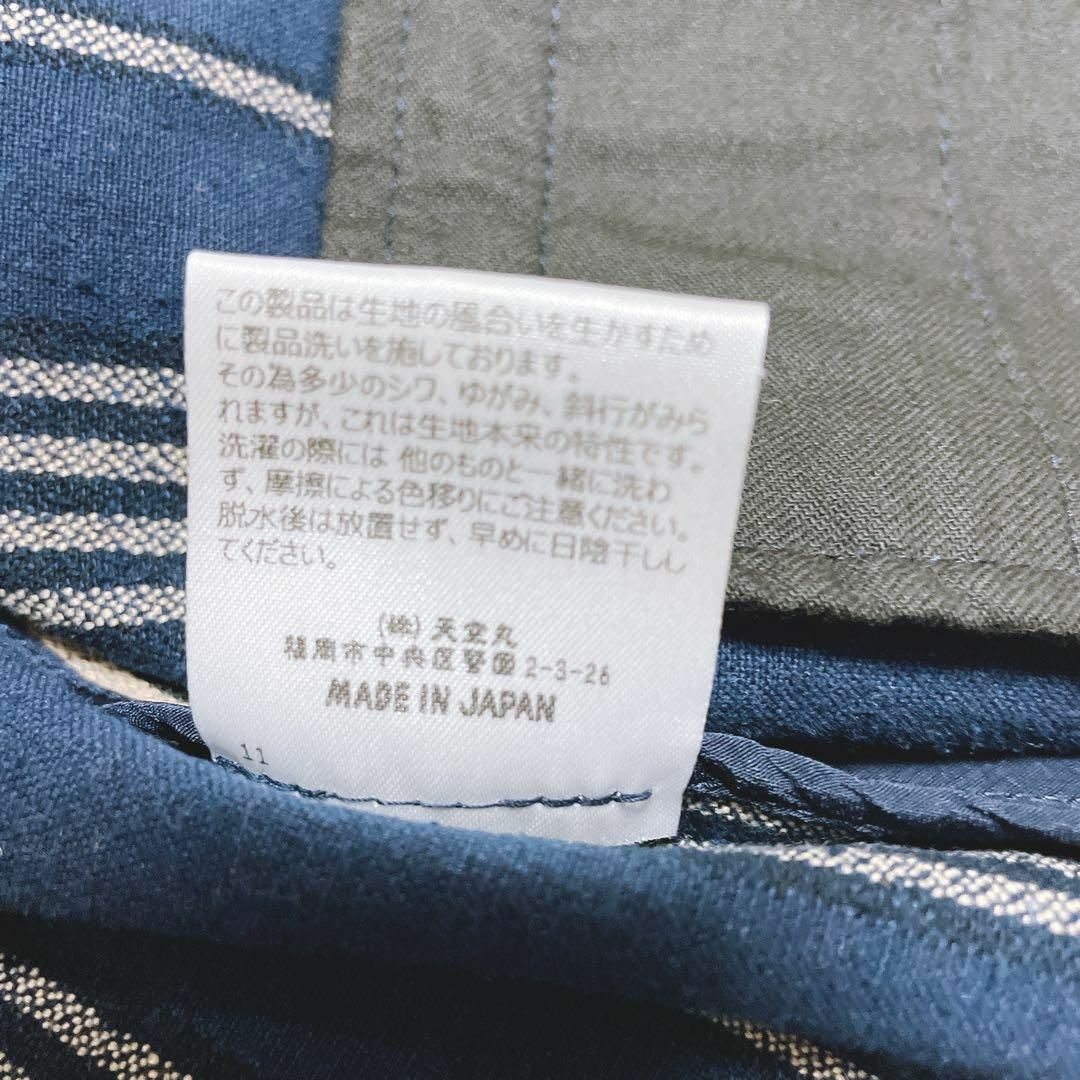 この製品は生地の風合いを生かすため
に製品洗いを施しております。
その為多少のシワ、ゆがみ、斜行がみら
れますが、これは生地本来の特性です。
洗濯の際には 他のものと一緒に洗わ
ず、摩擦による色移りにご注意ください。
脱水後は放置せず、早めに日陰干しし
てください。
(株) 天空丸
福岡市中央区警固2-3-26
MADE IN JAPAN
11